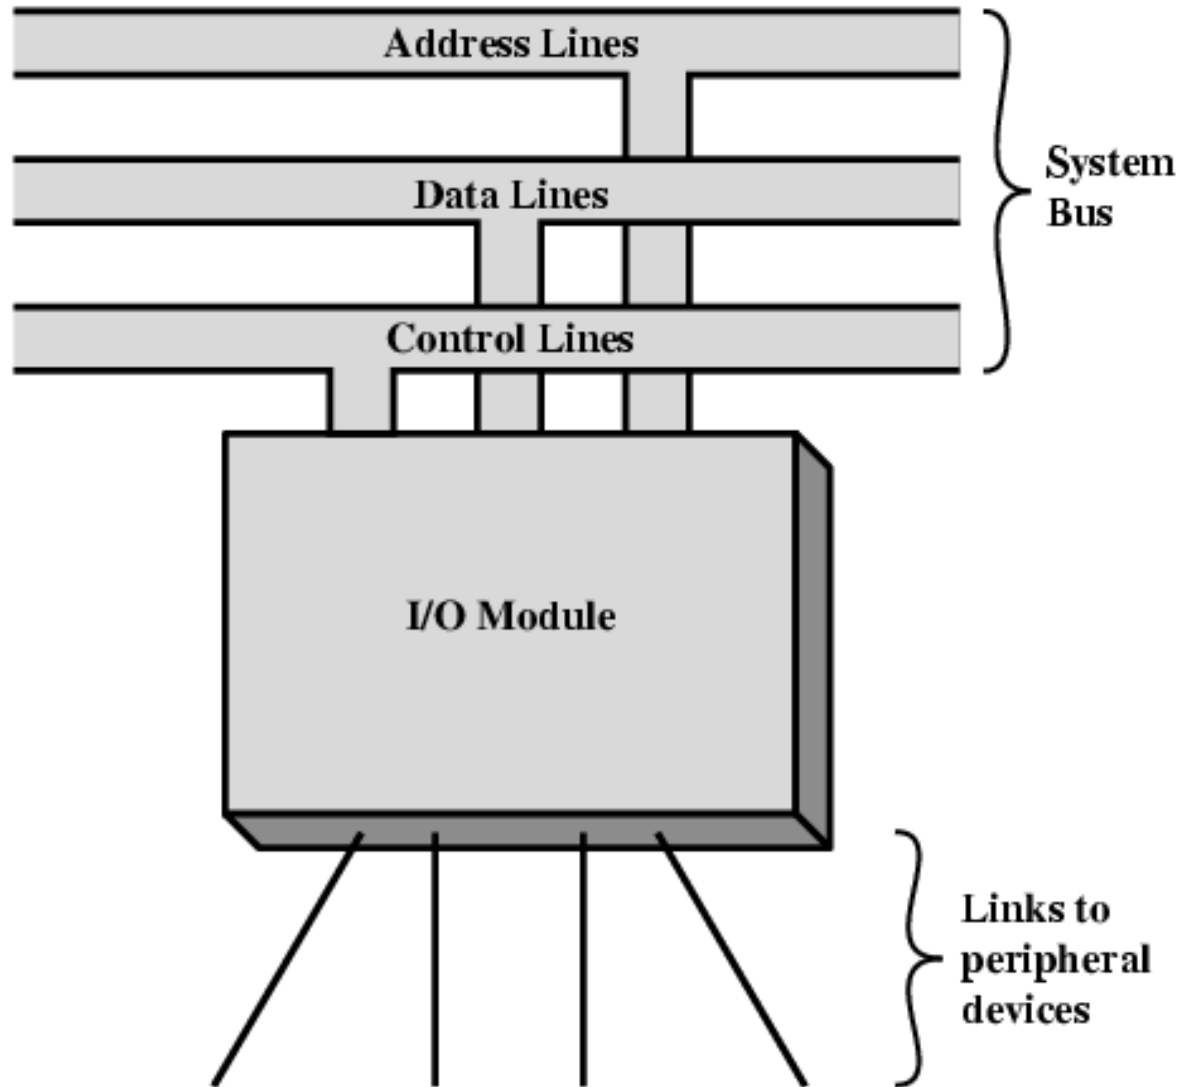 Address Lines
Data Lines
System
Bus
Control Lines
I/O Module
Links to
peripheral
devices